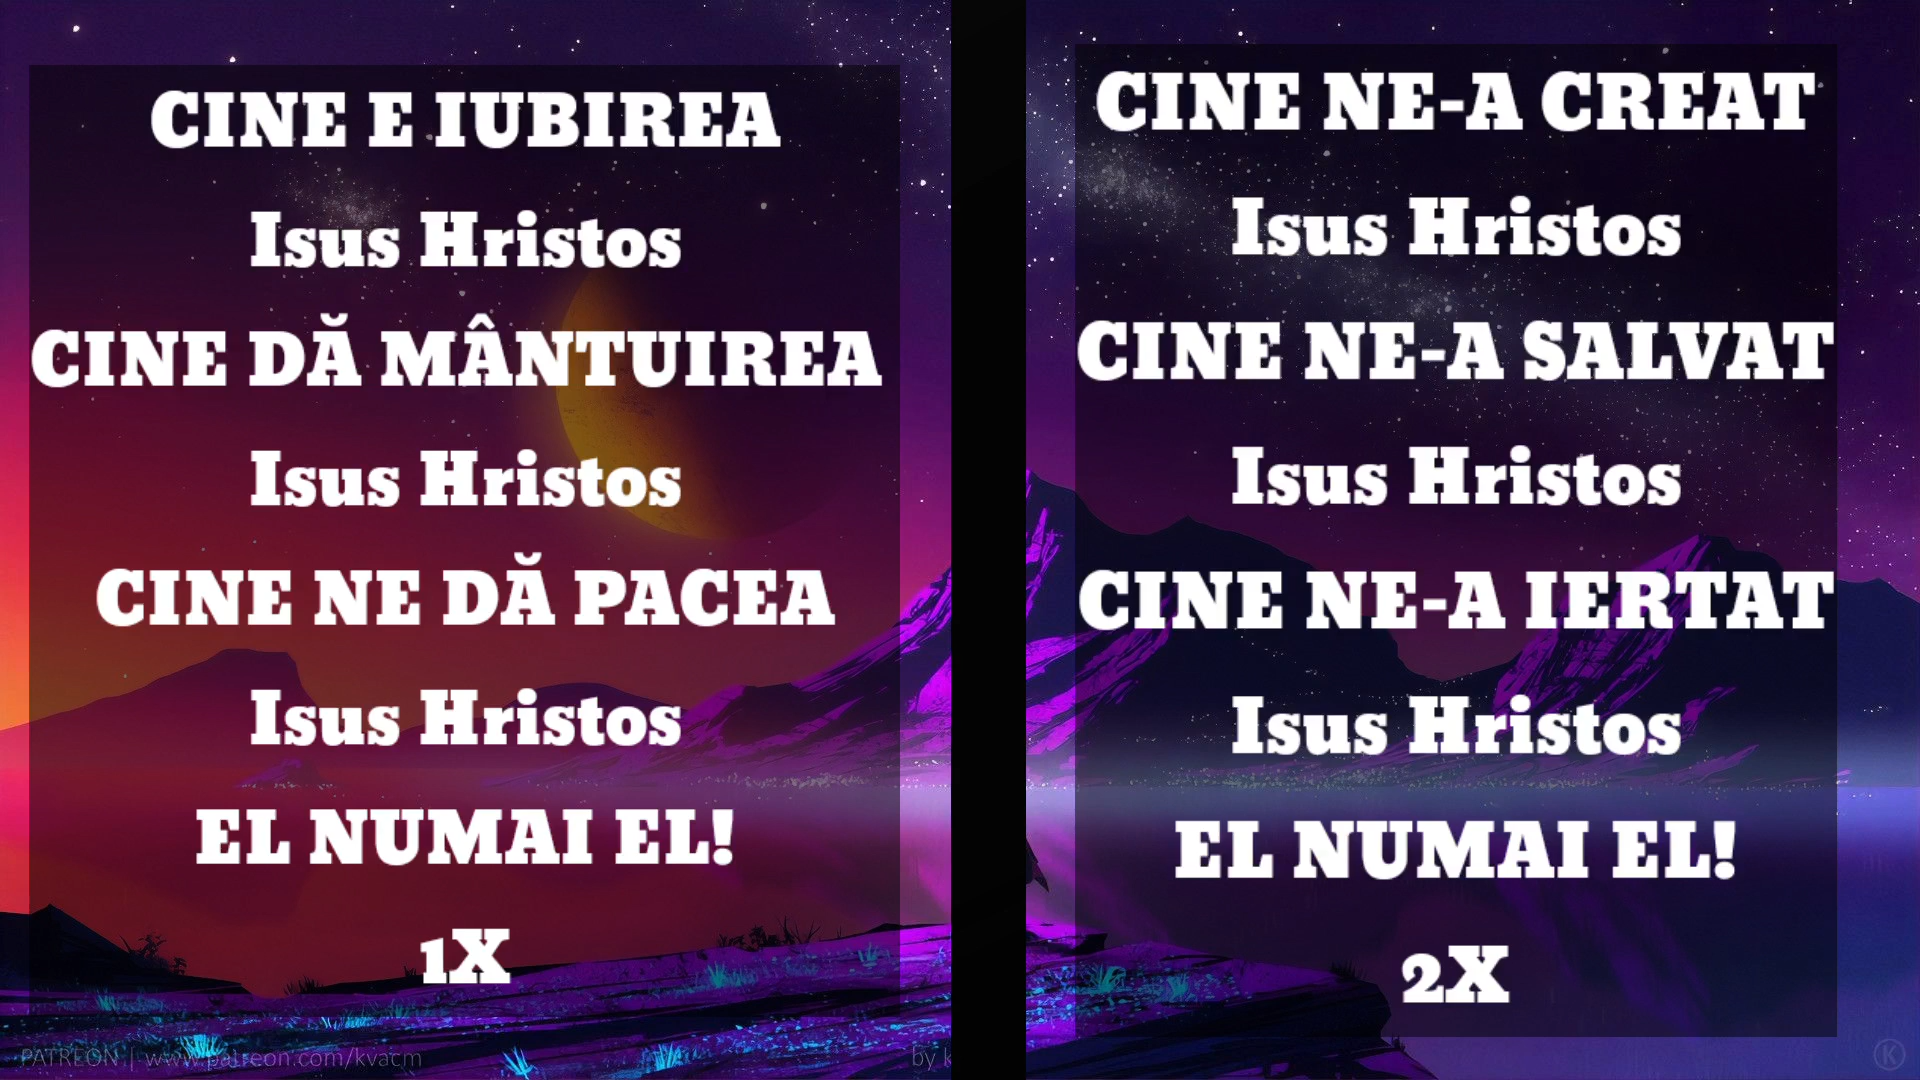 CINE E IUBIREA
Isus Hristos
CINE DĂ MÂNTUIREA
Isus Hristos
CINE NE DĂ PACEA
Isus Hristos
EL NUMAI EL!
1X
PATREON | www.patreon.com/kvacm
by k
CINE NE-A CREAT
Isus Hristos
CINE NE-A SALVAT
Isus Hristos
CINE NE-A IERTAT
Isus Hristos
EL NUMAI EL!
2X
K